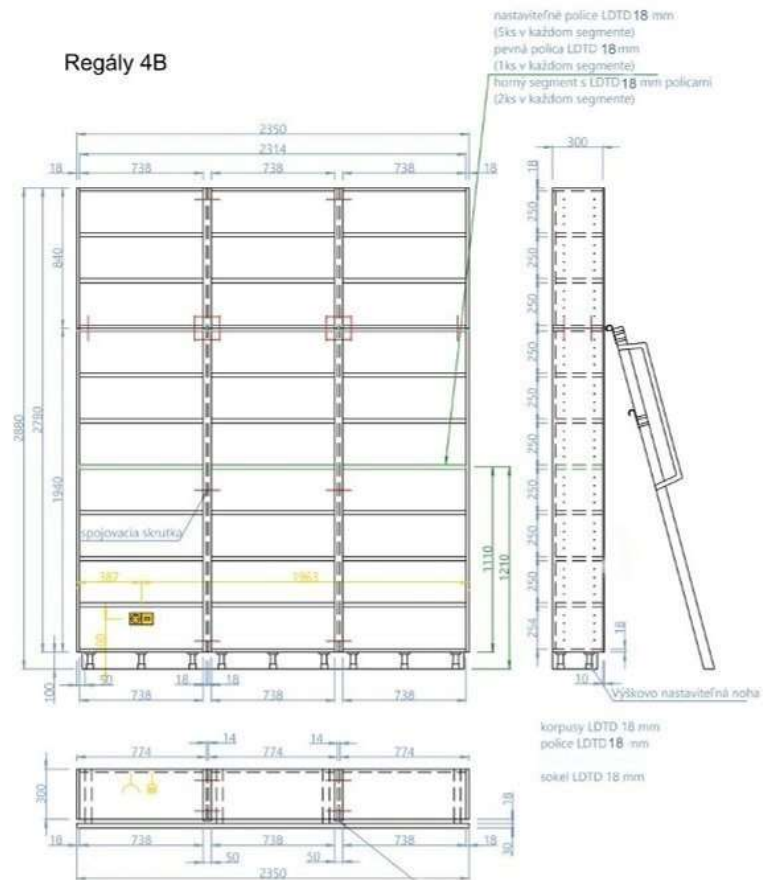 Regály 4B
nastaviteľné police LDTD 18 mm
(5ks v každom segmente)
pevná polica LDTD 18 mm
(1ks v každom segmente)
horný segment s LDTD 18 mm policami
(2ks v každom segmente)
2350
2314
18 738 738 738 18
300
18
250
250
250
250
250
250
250
250
250
254
18
840
1940
2880
2780
spojovacia skrutka
387 1963
1110
1210
100
50 18 18
738 738 738
10
Výškovo nastaviteľná noha
korpusy LDTD 18 mm
police LDTD 18 mm
sokel LDTD 18 mm
774 14 774 14 774
300
18
30
18 738 738 738 18
50 50
2350